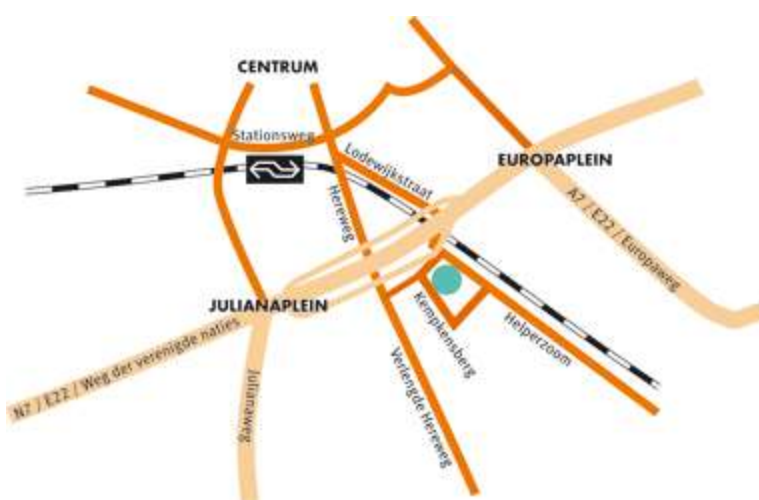 CENTRUM
Stationsweg
Lodewijkstraat
EUROPAPLEIN
Hereweg
A7 / E22 / Europaweg
JULIANAPLEIN
Kempkensberg
Helperzoom
N7 / E22 / Weg der verenigde naties
Verlengde Hereweg
Julianaweg